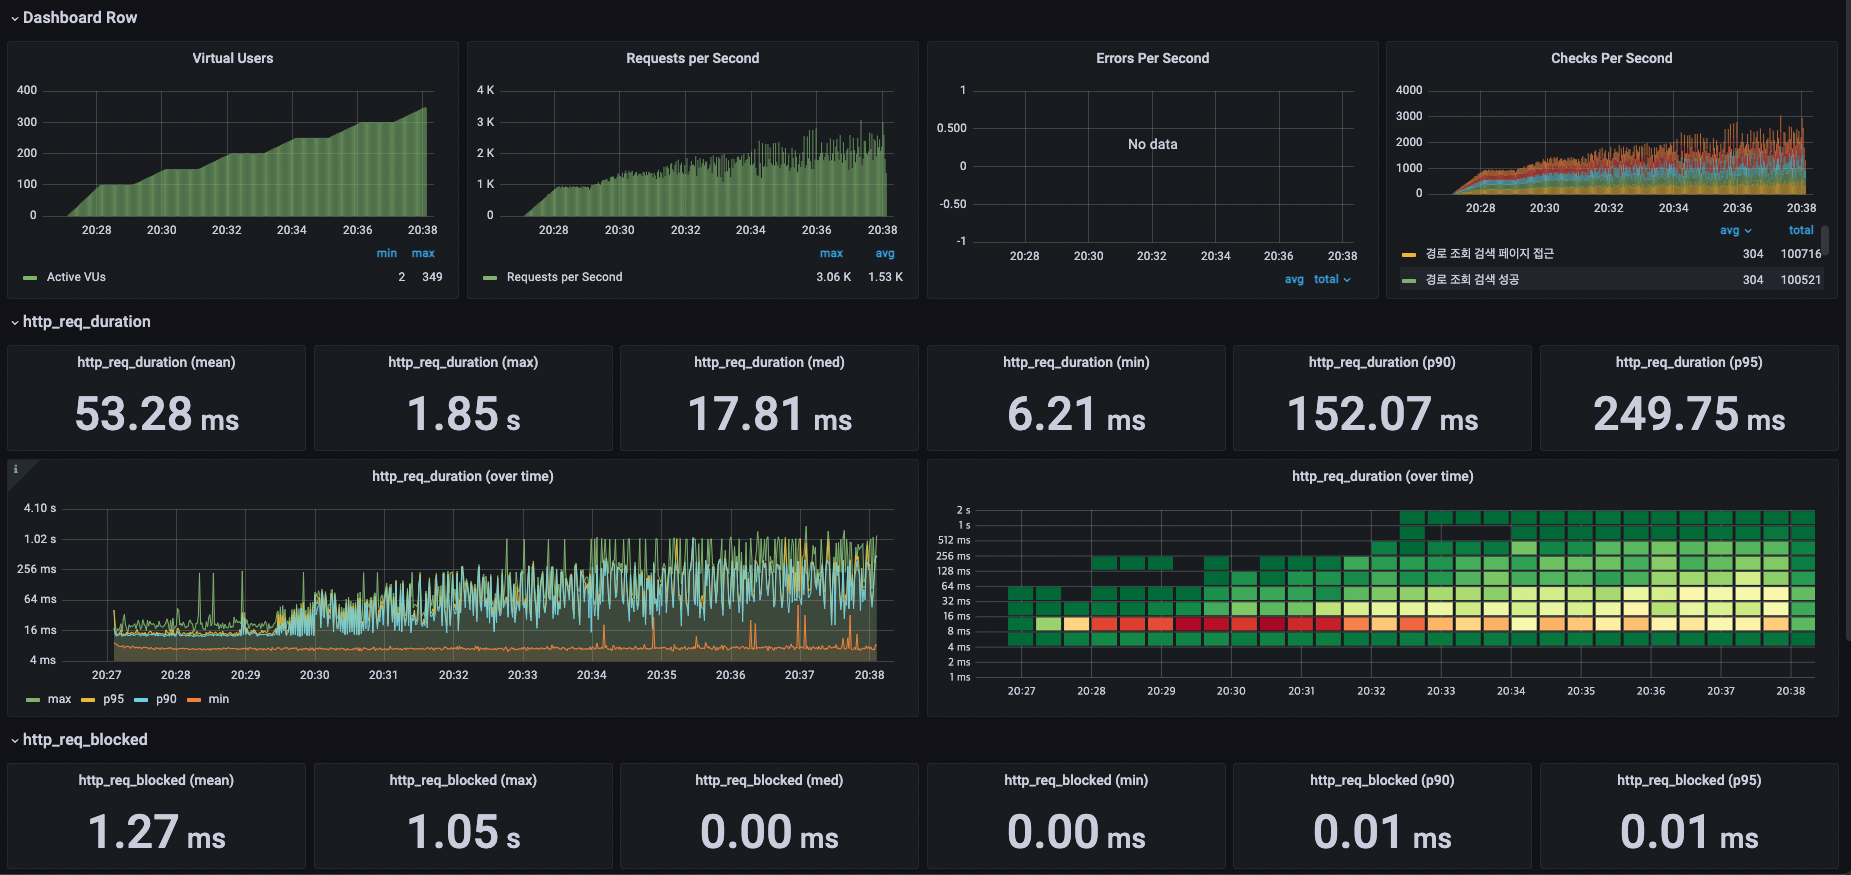 Dashboard Row
Virtual Users
400
300
200
100
0
20:28 20:30 20:32 20:34 20:36 20:38
min max
Active VUs 2 349
Requests per Second
4 K
3 K
2 K
1 K
0
20:28 20:30 20:32 20:34 20:36 20:38
max avg
Requests per Second 3.06 K 1.53 K
Errors Per Second
1
0.500
0
-0.50
-1
No data
20:28 20:30 20:32 20:34 20:36 20:38
avg total
Checks Per Second
4000
3000
2000
1000
0
20:28 20:30 20:32 20:34 20:36 20:38
avg total
경로 조회 검색 페이지 접근 304 100716
경로 조회 검색 성공 304 100521
http_req_duration
http_req_duration (mean)
53.28 ms
http_req_duration (max)
1.85 s
http_req_duration (med)
17.81 ms
http_req_duration (min)
6.21 ms
http_req_duration (p90)
152.07 ms
http_req_duration (p95)
249.75 ms
i
http_req_duration (over time)
4.10 s
1.02 s
256 ms
64 ms
16 ms
4 ms
20:27 20:28 20:29 20:30 20:31 20:32 20:33 20:34 20:35 20:36 20:37 20:38
max p95 p90 min
http_req_duration (over time)
2 s
1 s
512 ms
256 ms
128 ms
64 ms
32 ms
16 ms
8 ms
4 ms
2 ms
1 ms
20:27 20:28 20:29 20:30 20:31 20:32 20:33 20:34 20:35 20:36 20:37 20:38
http_req_blocked
http_req_blocked (mean)
1.27 ms
http_req_blocked (max)
1.05 s
http_req_blocked (med)
0.00 ms
http_req_blocked (min)
0.00 ms
http_req_blocked (p90)
0.01 ms
http_req_blocked (p95)
0.01 ms